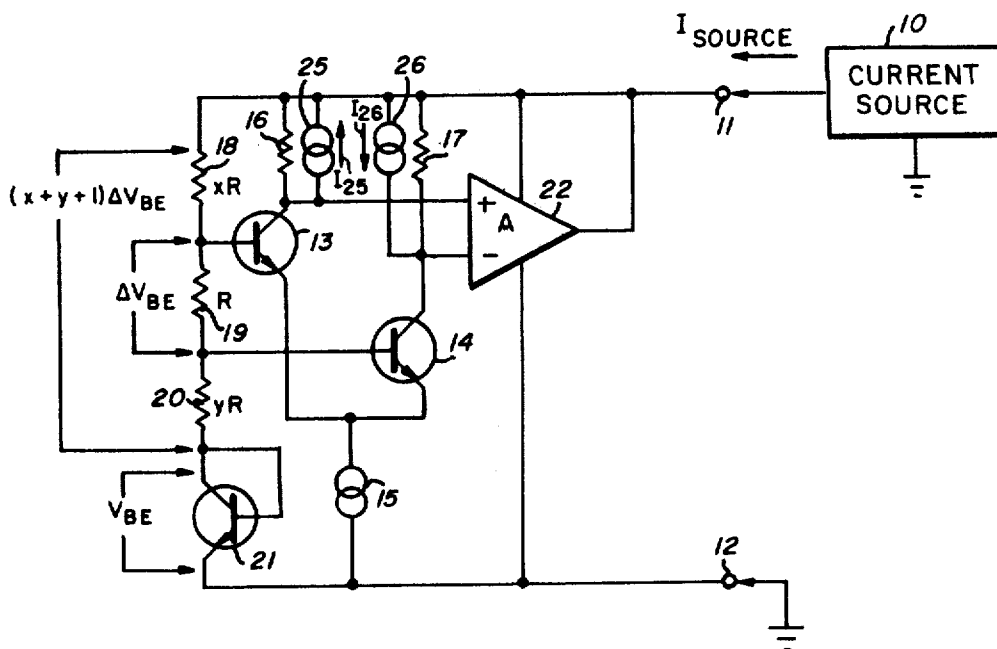 I SOURCE
10
CURRENT SOURCE
11
25
26
I26
I25
16
17
18
xR
(x+y+1)ΔVBE
13
+
A
−
22
ΔVBE
R
19
14
20
yR
15
VBE
21
12